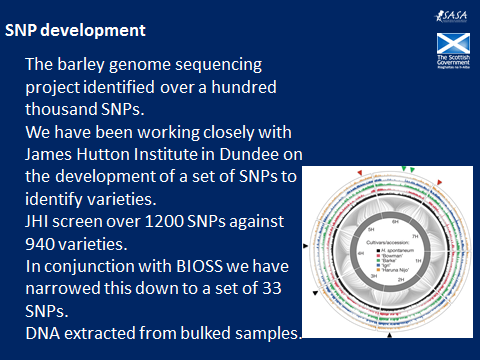 SASA
SNP development
The Scottish
Government
The barley genome sequencing
project identified over a hundred
thousand SNPs.
We have been working closely with
James Hutton Institute in Dundee on
the development of a set of SNPs to
identify varieties.
JHI screen over 1200 SNPs against
940 varieties.
In conjunction with BIOSS we have
narrowed this down to a set of 33
SNPs.
DNA extracted from bulked samples.
1H
2H
3H
4H
5H
6H
7H
Cultivars/accession:
H. spontaneum
'Bowman'
'Barke'
'Igri'
'Haruna Nijo'